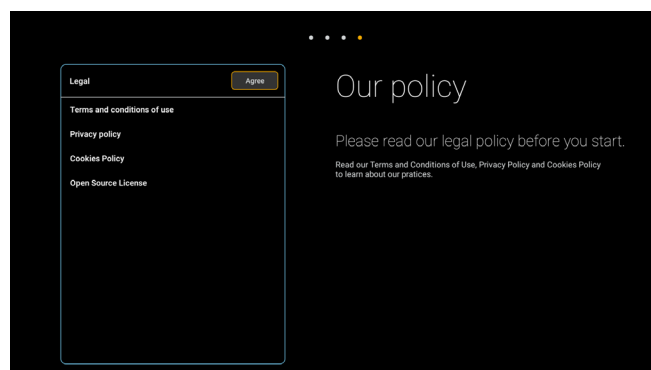 Legal
Agree
Terms and conditions of use
Privacy policy
Cookies Policy
Open Source License
Our policy
Please read our legal policy before you start.
Read our Terms and Conditions of Use, Privacy Policy and Cookies Policy
to learn about our pratices.